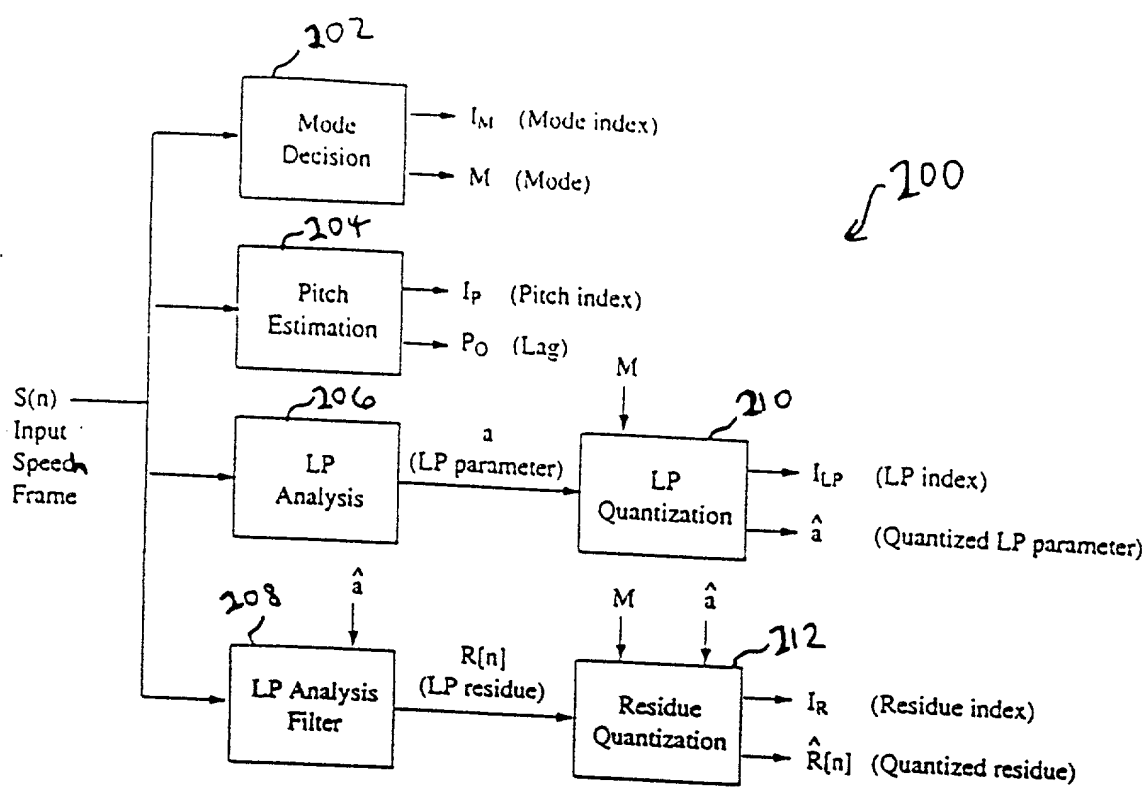 202
Mode
Decision
I_M (Mode index)
M (Mode)
200
204
Pitch
Estimation
I_P (Pitch index)
P_O (Lag)
S(n)
Input
Speech
Frame
206
LP
Analysis
a
(LP parameter)
M
210
LP
Quantization
I_LP (LP index)
â (Quantized LP parameter)
208
â
LP Analysis
Filter
R[n]
(LP residue)
M
â
212
Residue
Quantization
I_R (Residue index)
R̂[n] (Quantized residue)